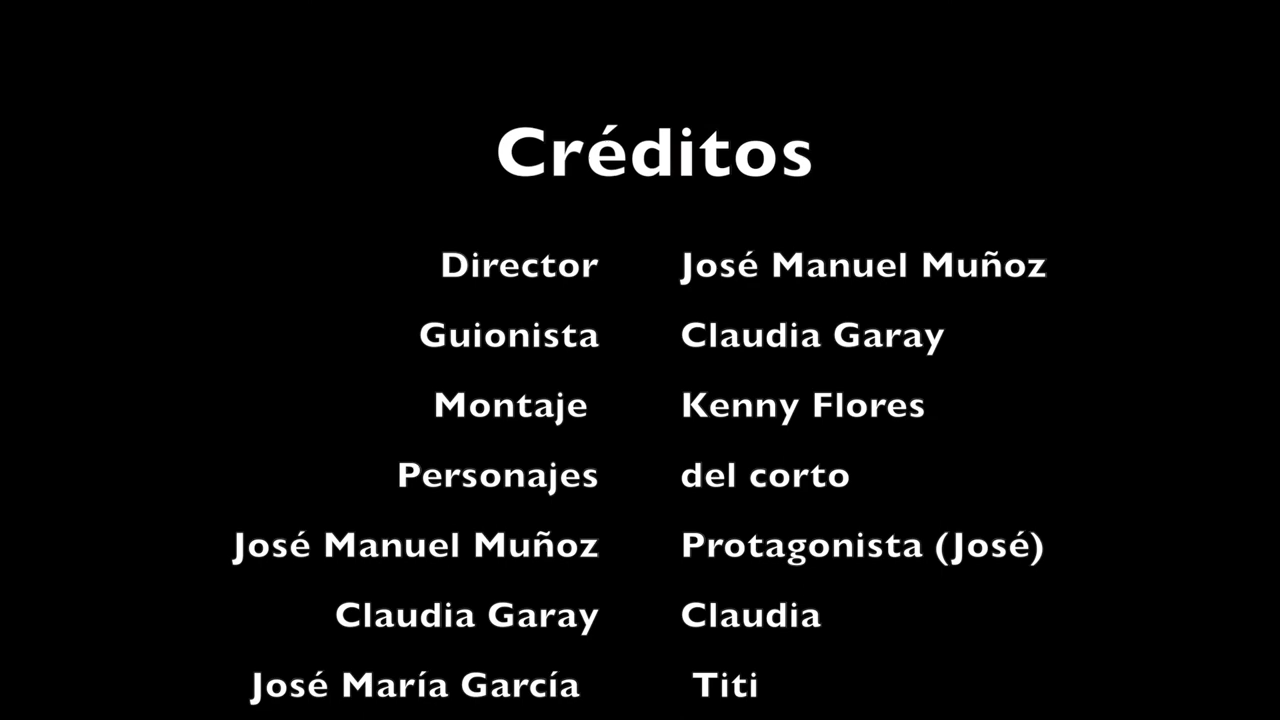 Créditos
Director José Manuel Muñoz
Guionista Claudia Garay
Montaje Kenny Flores
Personajes del corto
José Manuel Muñoz Protagonista (José)
Claudia Garay Claudia
José María García Titi